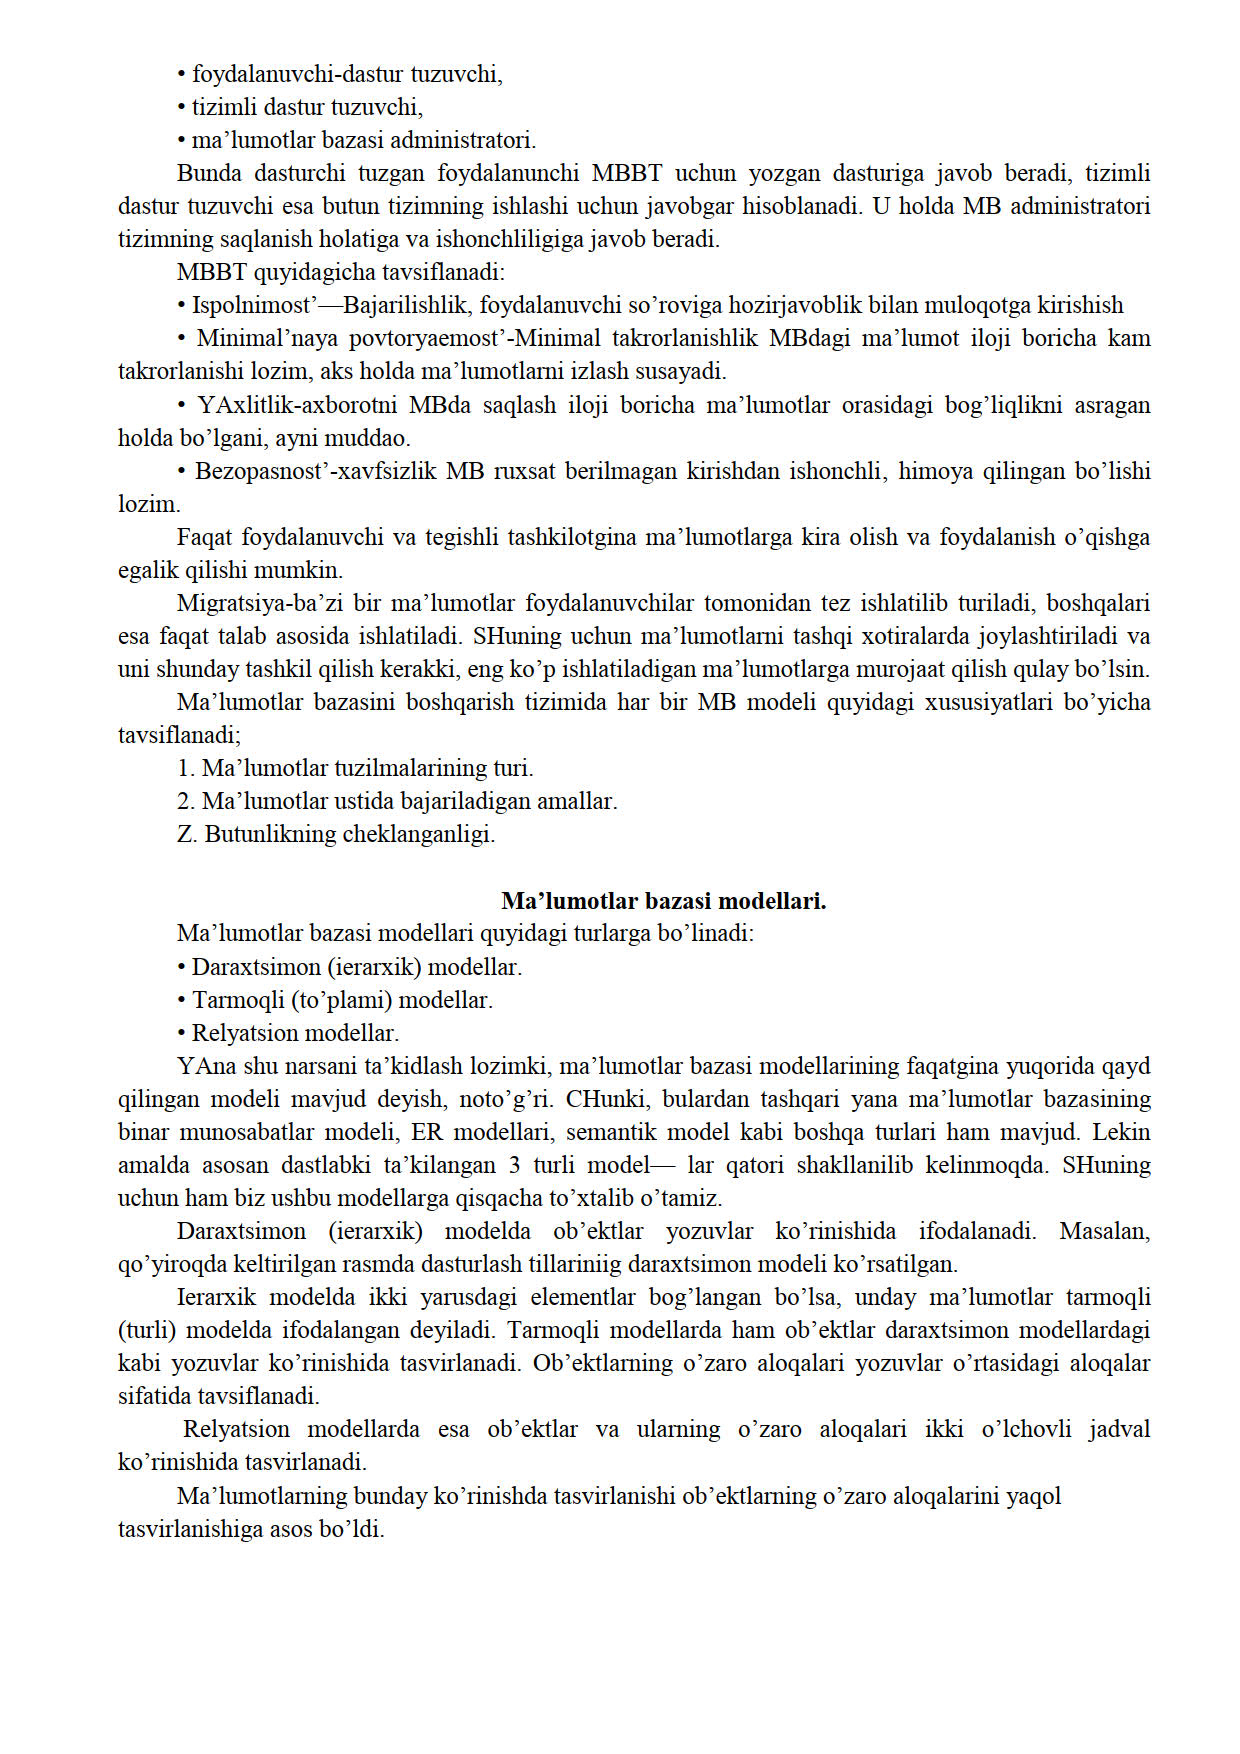 • foydalanuvchi-dastur tuzuvchi,
• tizimli dastur tuzuvchi,
• ma’lumotlar bazasi administratori.
Bunda dasturchi tuzgan foydalanunchi MBBT uchun yozgan dasturiga javob beradi, tizimli
dastur tuzuvchi esa butun tizimning ishlashi uchun javobgar hisoblanadi. U holda MB administratori
tizimning saqlanish holatiga va ishonchliligiga javob beradi.
MBBT quyidagicha tavsiflanadi:
• Ispolnimost’—Bajarilishlik, foydalanuvchi so’roviga hozirjavoblik bilan muloqotga kirishish
• Minimal’naya povtoryaemost’-Minimal takrorlanishlik MBdagi ma’lumot iloji boricha kam
takrorlanishi lozim, aks holda ma’lumotlarni izlash susayadi.
• YAxlitlik-axborotni MBda saqlash iloji boricha ma’lumotlar orasidagi bog’liqlikni asragan
holda bo’lgani, ayni muddao.
• Bezopasnost’-xavfsizlik MB ruxsat berilmagan kirishdan ishonchli, himoya qilingan bo’lishi
lozim.
Faqat foydalanuvchi va tegishli tashkilotgina ma’lumotlarga kira olish va foydalanish o’qishga
egalik qilishi mumkin.
Migratsiya-ba’zi bir ma’lumotlar foydalanuvchilar tomonidan tez ishlatilib turiladi, boshqalari
esa faqat talab asosida ishlatiladi. SHuning uchun ma’lumotlarni tashqi xotiralarda joylashtiriladi va
uni shunday tashkil qilish kerakki, eng ko’p ishlatiladigan ma’lumotlarga murojaat qilish qulay bo’lsin.
Ma’lumotlar bazasini boshqarish tizimida har bir MB modeli quyidagi xususiyatlari bo’yicha
tavsiflanadi;
1. Ma’lumotlar tuzilmalarining turi.
2. Ma’lumotlar ustida bajariladigan amallar.
Z. Butunlikning cheklanganligi.
Ma’lumotlar bazasi modellari.
Ma’lumotlar bazasi modellari quyidagi turlarga bo’linadi:
• Daraxtsimon (ierarxik) modellar.
• Tarmoqli (to’plami) modellar.
• Relyatsion modellar.
YAna shu narsani ta’kidlash lozimki, ma’lumotlar bazasi modellarining faqatgina yuqorida qayd
qilingan modeli mavjud deyish, noto’g’ri. CHunki, bulardan tashqari yana ma’lumotlar bazasining
binar munosabatlar modeli, ER modellari, semantik model kabi boshqa turlari ham mavjud. Lekin
amalda asosan dastlabki ta’kilangan 3 turli model— lar qatori shakllanilib kelinmoqda. SHuning
uchun ham biz ushbu modellarga qisqacha to’xtalib o’tamiz.
Daraxtsimon (ierarxik) modelda ob’ektlar yozuvlar ko’rinishida ifodalanadi. Masalan,
qo’yiroqda keltirilgan rasmda dasturlash tillariniig daraxtsimon modeli ko’rsatilgan.
Ierarxik modelda ikki yarusdagi elementlar bog’langan bo’lsa, unday ma’lumotlar tarmoqli
(turli) modelda ifodalangan deyiladi. Tarmoqli modellarda ham ob’ektlar daraxtsimon modellardagi
kabi yozuvlar ko’rinishida tasvirlanadi. Ob’ektlarning o’zaro aloqalari yozuvlar o’rtasidagi aloqalar
sifatida tavsiflanadi.
Relyatsion modellarda esa ob’ektlar va ularning o’zaro aloqalari ikki o’lchovli jadval
ko’rinishida tasvirlanadi.
Ma’lumotlarning bunday ko’rinishda tasvirlanishi ob’ektlarning o’zaro aloqalarini yaqol
tasvirlanishiga asos bo’ldi.